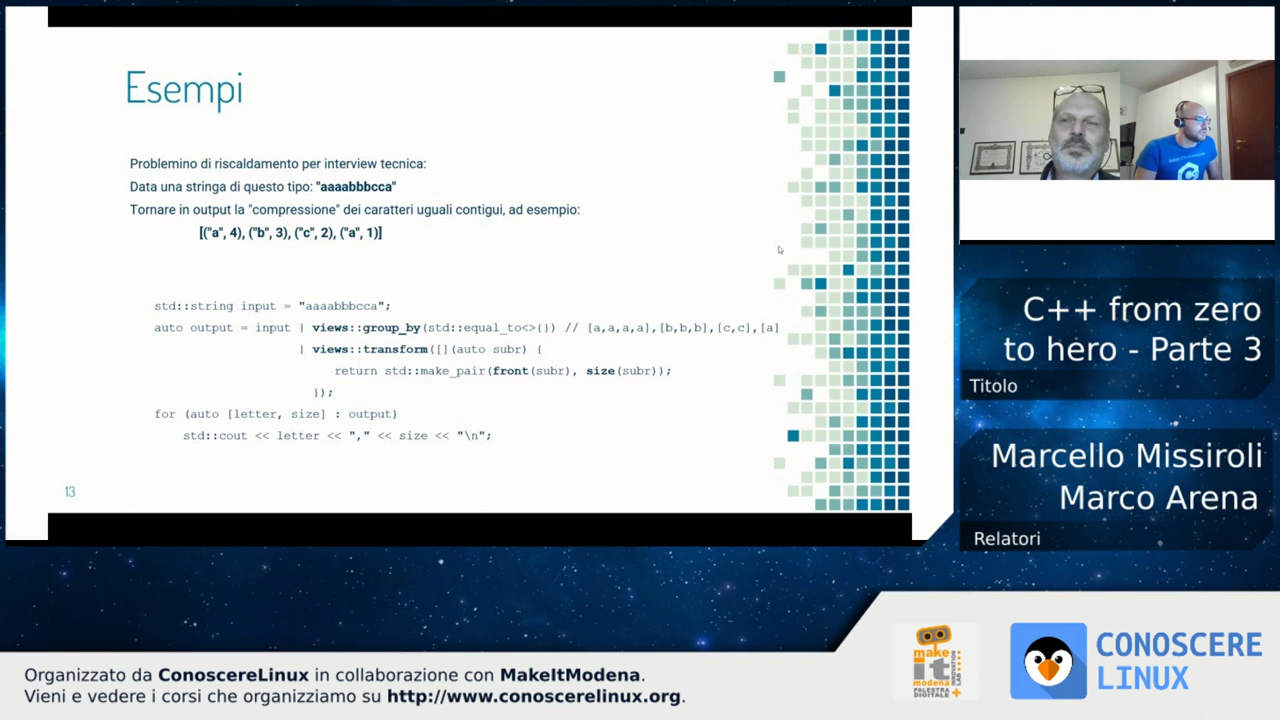 Esempi
Problemino di riscaldamento per interview tecnica:
Data una stringa di questo tipo: "aaaabbbcca"
Tornare in output la "compressione" dei caratteri uguali contigui, ad esempio:
[("a", 4), ("b", 3), ("c", 2), ("a", 1)]
std::string input = "aaaabbbcca";
auto output = input | views::group_by(std::equal_to<>{}) // [a,a,a,a],[b,b,b],[c,c],[a]
| views::transform([](auto subr) {
return std::make_pair(front(subr), size(subr));
});
for (auto [letter, size] : output)
std::cout << letter << "," << size << "\n";
13
C++ from zero
to hero - Parte 3
Titolo
Marcello Missiroli
Marco Arena
Relatori
make
it
modena
PALESTRA
DIGITALE
CONOSCERE
LINUX
Organizzato da ConoscereLinux in collaborazione con MakeItModena.
Vieni e vedere i corsi che organizziamo su http://www.conoscerelinux.org.